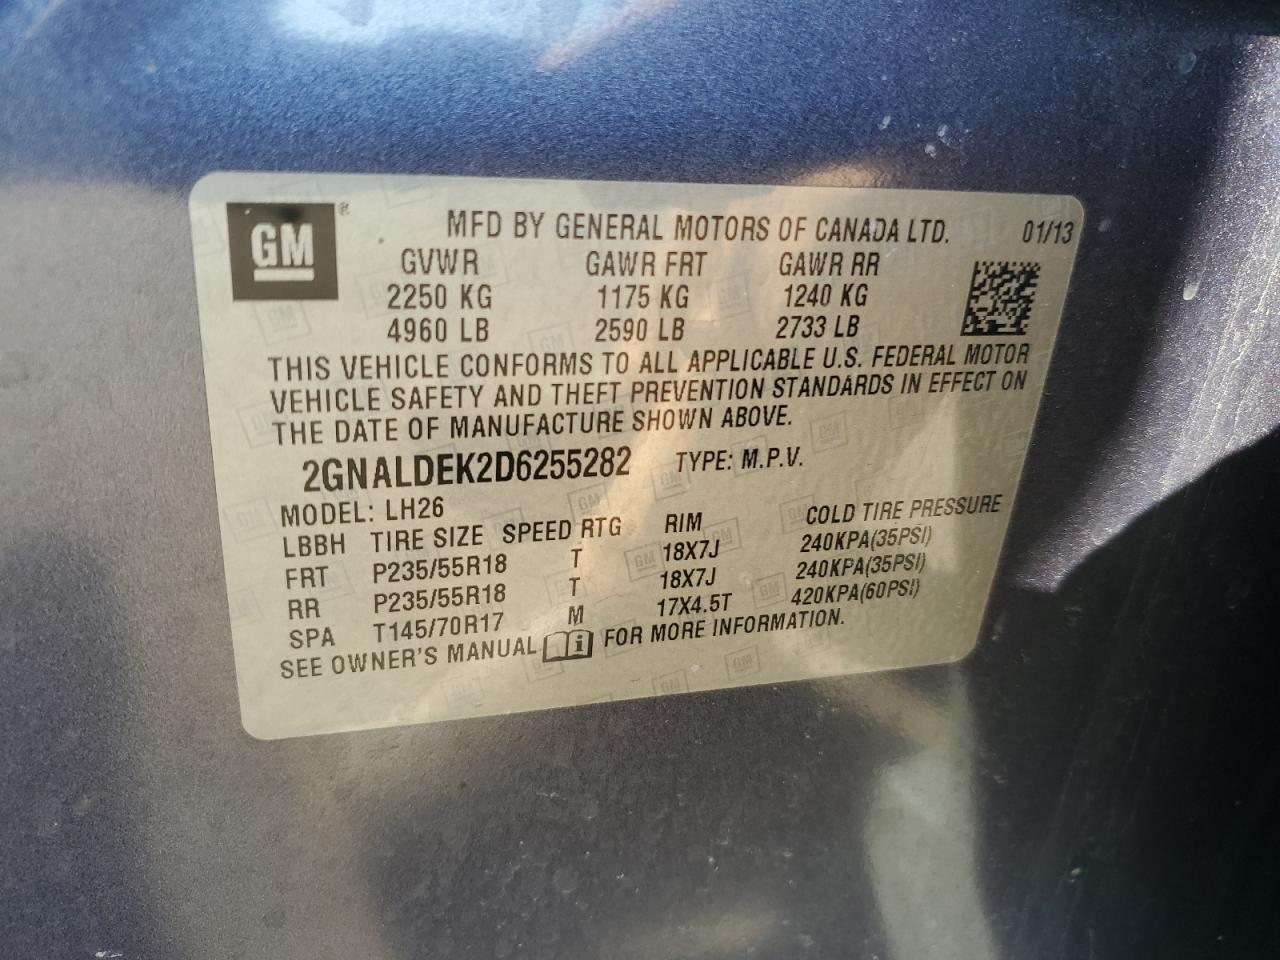 GM ®
MFD BY GENERAL MOTORS OF CANADA LTD. 01/13
GVWR GAWR FRT GAWR RR
2250 KG 1175 KG 1240 KG
4960 LB 2590 LB 2733 LB
THIS VEHICLE CONFORMS TO ALL APPLICABLE U.S. FEDERAL MOTOR
VEHICLE SAFETY AND THEFT PREVENTION STANDARDS IN EFFECT ON
THE DATE OF MANUFACTURE SHOWN ABOVE.
2GNALDEK2D6255282 TYPE: M.P.V.
MODEL: LH26
LBBH TIRE SIZE SPEED RTG RIM COLD TIRE PRESSURE
FRT P235/55R18 T 18X7J 240KPA(35PSI)
RR P235/55R18 T 18X7J 240KPA(35PSI)
SPA T145/70R17 M 17X4.5T 420KPA(60PSI)
SEE OWNER'S MANUAL i FOR MORE INFORMATION.